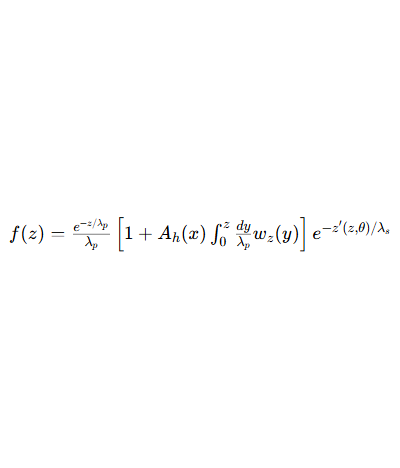 f(z) = \frac{e^{-z/\lambda_p}}{\lambda_p} \left[ 1 + A_h(x) \int_0^z \frac{dy}{\lambda_p} w_z(y) \right] e^{-z'(z,\theta)/\lambda_s}